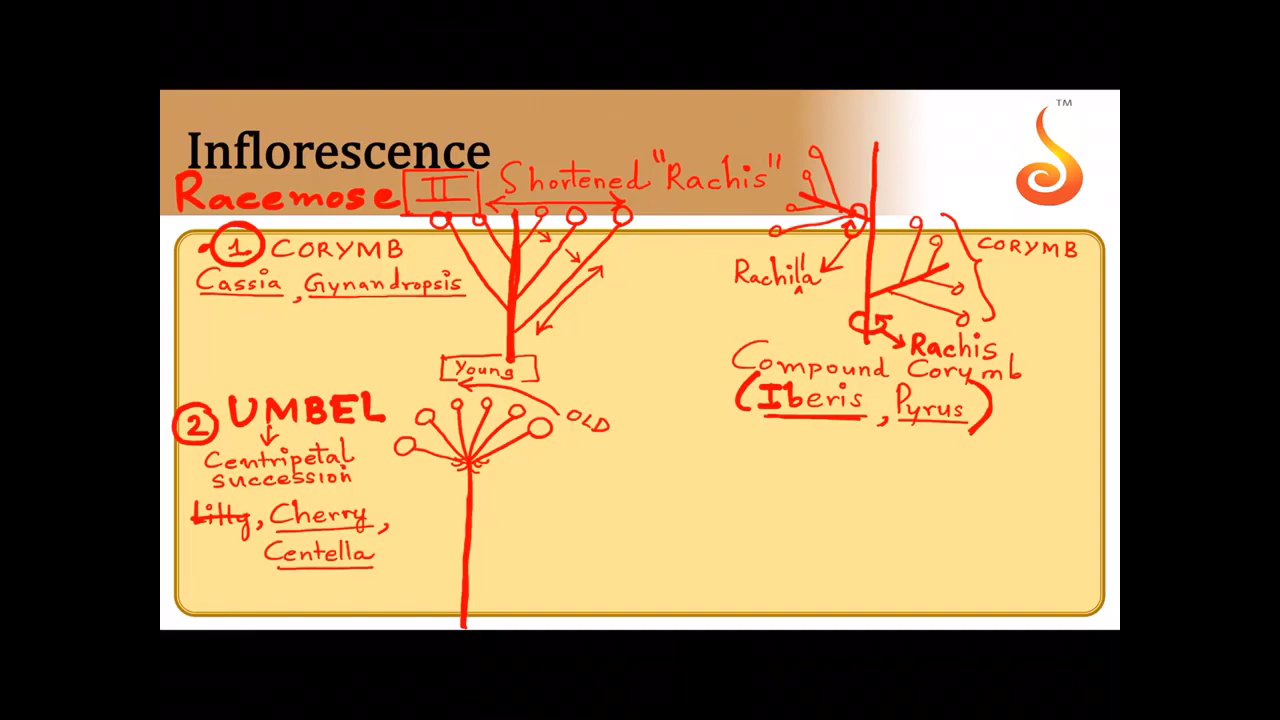 TM
Inflorescence
Racemose II Shortened "Rachis"
1 CORYMB
Cassia, Gynandropsis
Rachilla
CORYMB
Rachis
Compound Corymb
(Iberis, Pyrus)
Young
OLD
2 UMBEL
Centripetal
succession
, Cherry,
Centella